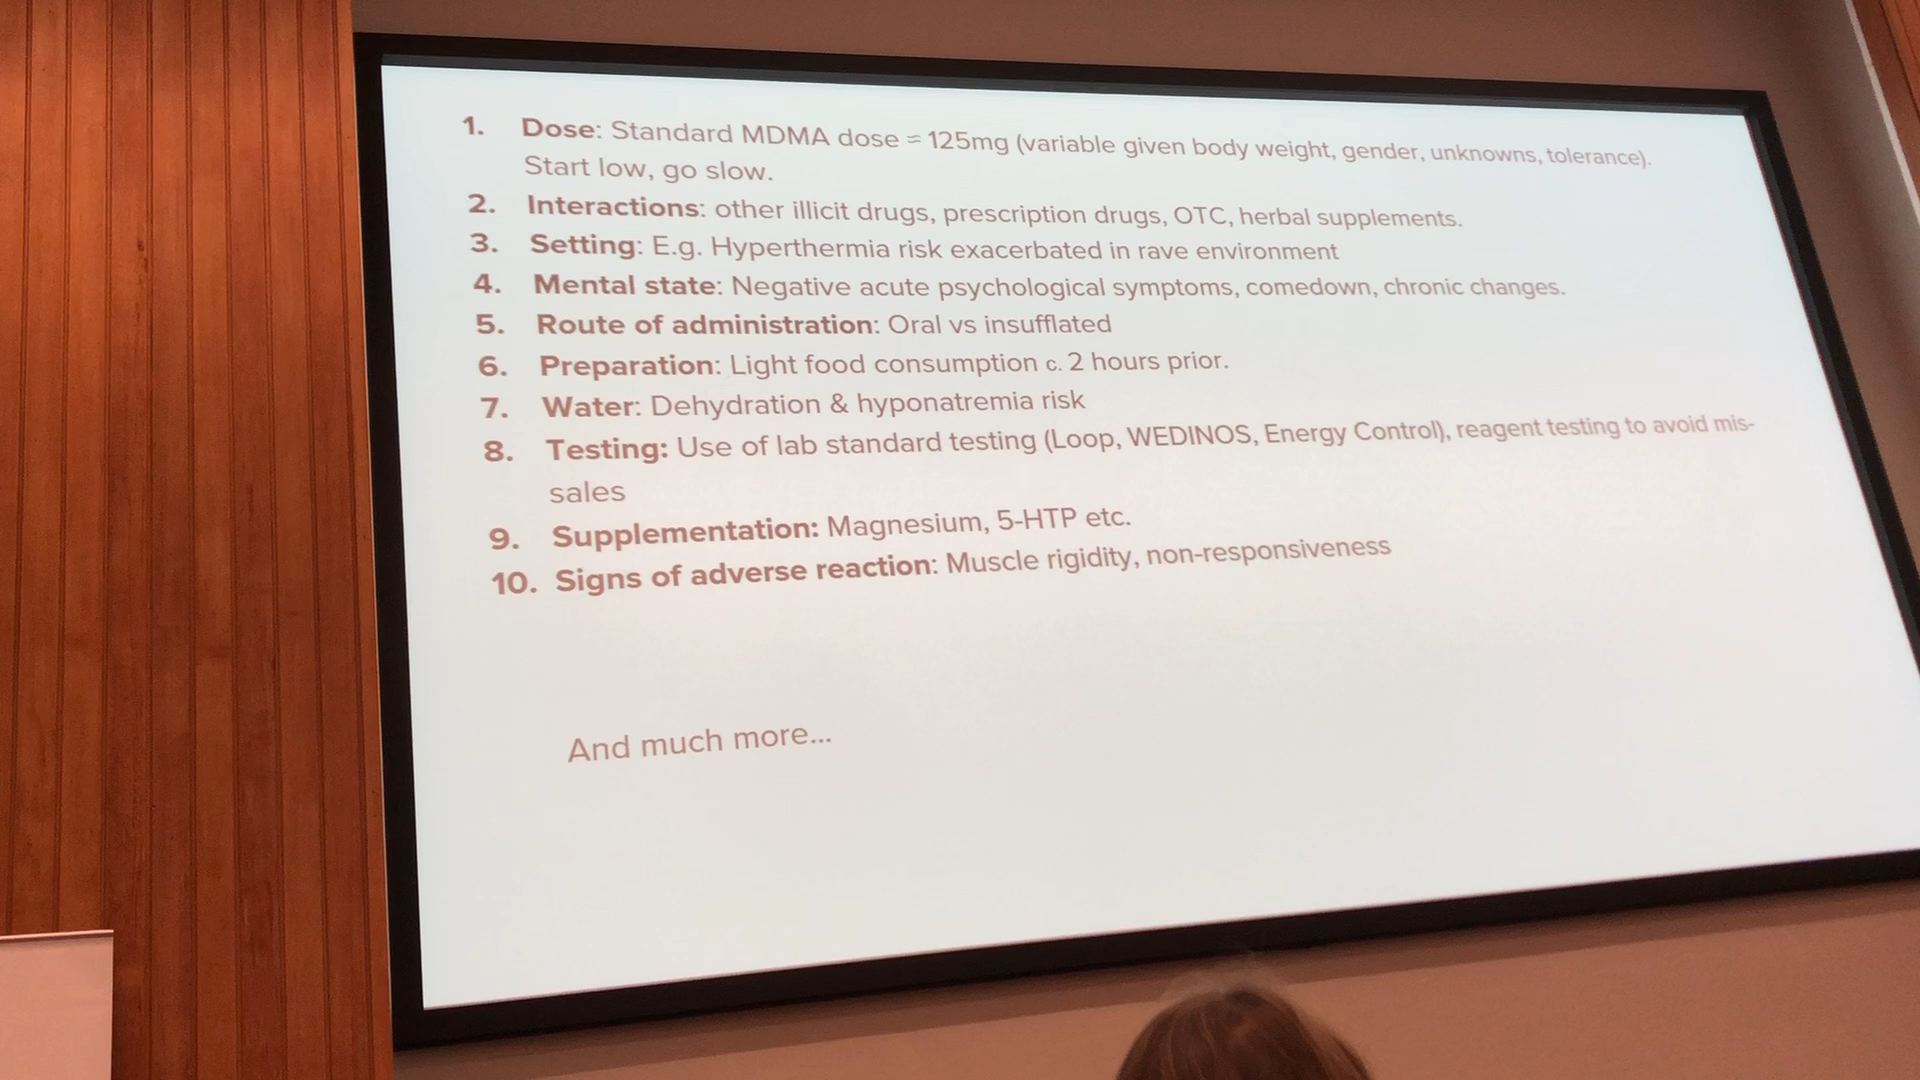 1. Dose: Standard MDMA dose ≈ 125mg (variable given body weight, gender, unknowns, tolerance).
Start low, go slow.
2. Interactions: other illicit drugs, prescription drugs, OTC, herbal supplements.
3. Setting: E.g. Hyperthermia risk exacerbated in rave environment
4. Mental state: Negative acute psychological symptoms, comedown, chronic changes.
5. Route of administration: Oral vs insufflated
6. Preparation: Light food consumption c. 2 hours prior.
7. Water: Dehydration & hyponatremia risk
8. Testing: Use of lab standard testing (Loop, WEDINOS, Energy Control), reagent testing to avoid mis-
sales
9. Supplementation: Magnesium, 5-HTP etc.
10. Signs of adverse reaction: Muscle rigidity, non-responsiveness
And much more...